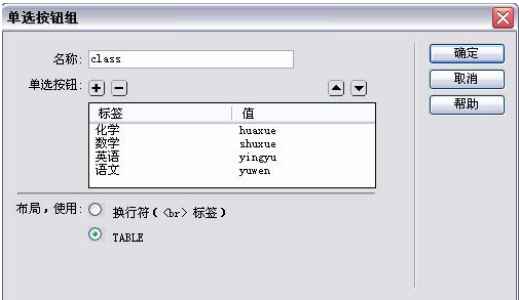 单选按钮组
名称: class
确定
单选按钮:
取消
帮助
标签 值
化学 huaxue
数学 shuxue
英语 yingyu
语文 yuwen
布局，使用: 换行符( <br> 标签 )
TABLE